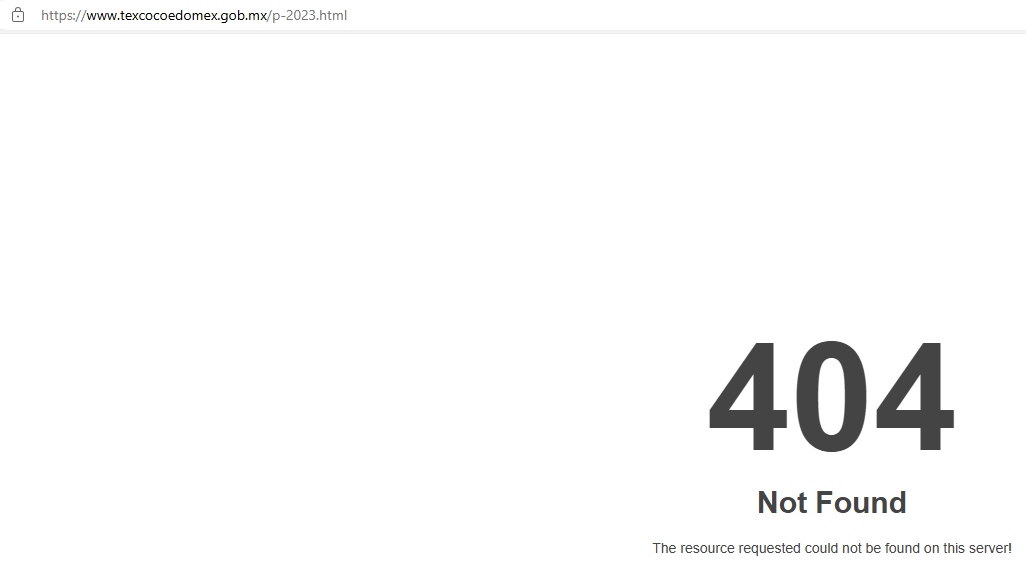 https://www.texcocoedomex.gob.mx/p-2023.html
404
Not Found
The resource requested could not be found on this server!